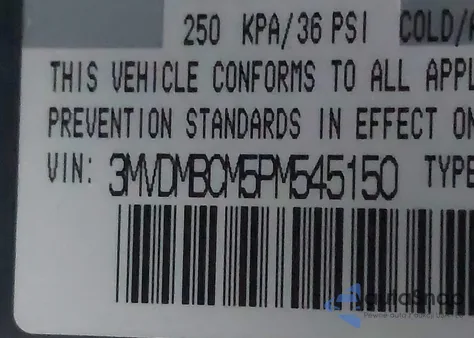 250 KPA/36 PSI COLD/
THIS VEHICLE CONFORMS TO ALL APPL
PREVENTION STANDARDS IN EFFECT ON
VIN: 3MVDMBCM5PM545150 TYPE
AutoSnap